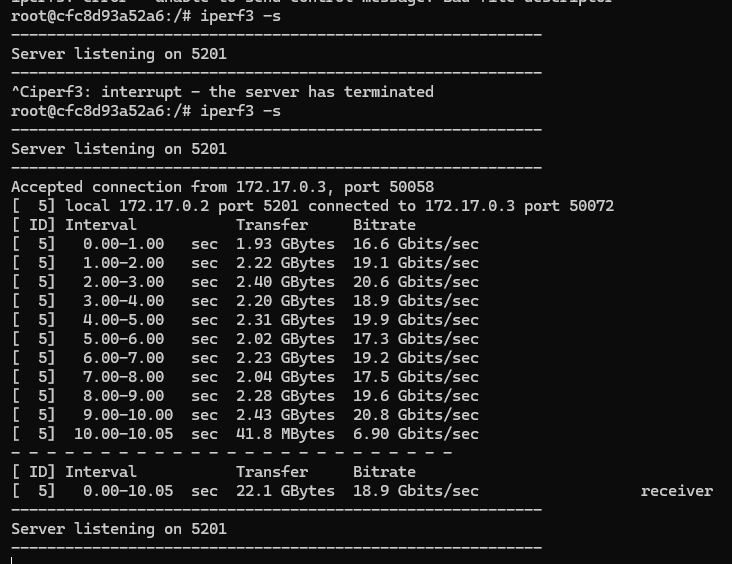 iperf3: error - unable to send control message: Bad file descriptor
root@cfc8d93a52a6:/# iperf3 -s
-----------------------------------------------------------
Server listening on 5201
-----------------------------------------------------------
^Ciperf3: interrupt - the server has terminated
root@cfc8d93a52a6:/# iperf3 -s
-----------------------------------------------------------
Server listening on 5201
-----------------------------------------------------------
Accepted connection from 172.17.0.3, port 50058
[  5] local 172.17.0.2 port 5201 connected to 172.17.0.3 port 50072
[ ID] Interval           Transfer     Bitrate
[  5]   0.00-1.00   sec  1.93 GBytes  16.6 Gbits/sec
[  5]   1.00-2.00   sec  2.22 GBytes  19.1 Gbits/sec
[  5]   2.00-3.00   sec  2.40 GBytes  20.6 Gbits/sec
[  5]   3.00-4.00   sec  2.20 GBytes  18.9 Gbits/sec
[  5]   4.00-5.00   sec  2.31 GBytes  19.9 Gbits/sec
[  5]   5.00-6.00   sec  2.02 GBytes  17.3 Gbits/sec
[  5]   6.00-7.00   sec  2.23 GBytes  19.2 Gbits/sec
[  5]   7.00-8.00   sec  2.04 GBytes  17.5 Gbits/sec
[  5]   8.00-9.00   sec  2.28 GBytes  19.6 Gbits/sec
[  5]   9.00-10.00  sec  2.43 GBytes  20.8 Gbits/sec
[  5]  10.00-10.05  sec  41.8 MBytes  6.90 Gbits/sec
- - - - - - - - - - - - - - - - - - - - - - - - -
[ ID] Interval           Transfer     Bitrate
[  5]   0.00-10.05  sec  22.1 GBytes  18.9 Gbits/sec                  receiver
-----------------------------------------------------------
Server listening on 5201
-----------------------------------------------------------